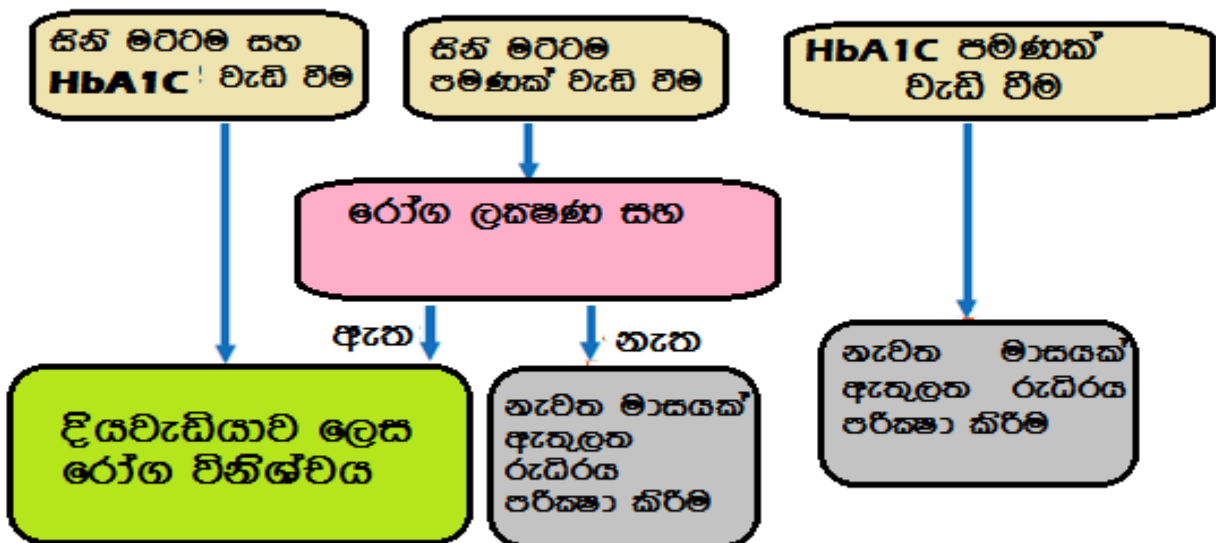 සිනි මට්ටම සහ
HbA1C වැඩි වීම
සිනි මට්ටම
පමණක් වැඩි වීම
HbA1C පමණක්
වැඩි වීම
රෝග ලක්ෂණ සහ
ඇත
නැත
දියවැඩියාව ලෙස
රෝග විනිශ්චය
නැවත මාසයක්
ඇතුලත
රුධිරය
පරීක්ෂා කිරීම
නැවත මාසයක්
ඇතුලත රුධිරය
පරීක්ෂා කිරීම